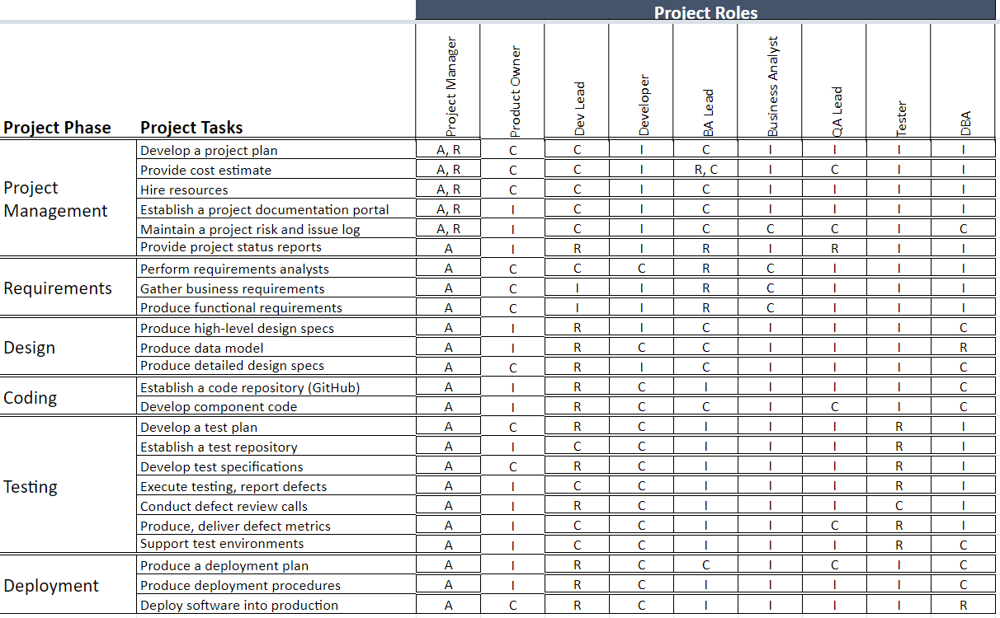 Project Roles
Project Phase Project Tasks Project Manager Product Owner Dev Lead Developer BA Lead Business Analyst QA Lead Tester DBA
Project Management
Develop a project plan A, R C C I C I I I I
Provide cost estimate A, R C C I R, C I C I I
Hire resources A, R C C I C I I I I
Establish a project documentation portal A, R I C I C I I I I
Maintain a project risk and issue log A, R I C I C C C I C
Provide project status reports A I R I R I R I I
Requirements
Perform requirements analysts A C C C R C I I I
Gather business requirements A C I I R C I I I
Produce functional requirements A C I I R C I I I
Design
Produce high-level design specs A I R I C I I I C
Produce data model A I R C C I I I R
Produce detailed design specs A C R I C I I I C
Coding
Establish a code repository (GitHub) A I R C I I I I C
Develop component code A I R C C I C I C
Testing
Develop a test plan A C R C I I I R I
Establish a test repository A I C C I I I R I
Develop test specifications A C R C I I I R I
Execute testing, report defects A I C C I I I R I
Conduct defect review calls A I R C I I I C I
Produce, deliver defect metrics A I C C I I C R I
Support test environments A I C C I I I R C
Deployment
Produce a deployment plan A I R C C I C I C
Produce deployment procedures A I R C I I I I C
Deploy software into production A C R C I I I I R